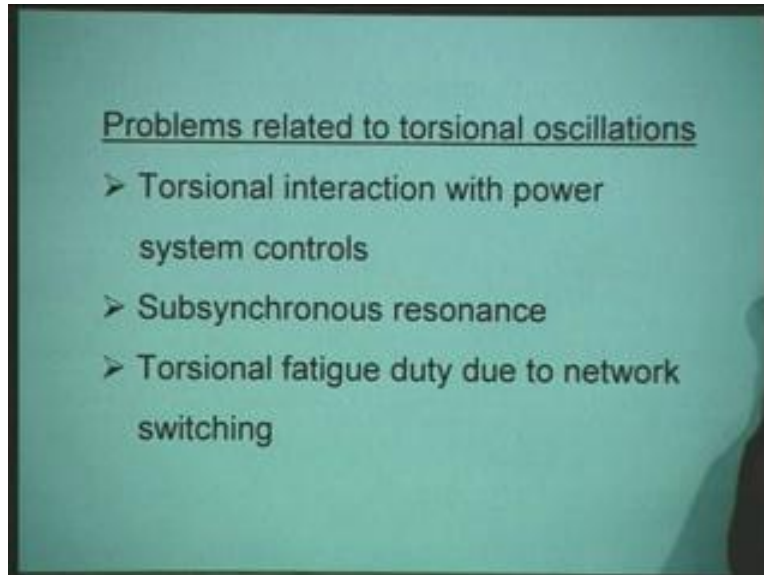 Problems related to torsional oscillations
➢ Torsional interaction with power
system controls
➢ Subsynchronous resonance
➢ Torsional fatigue duty due to network
switching